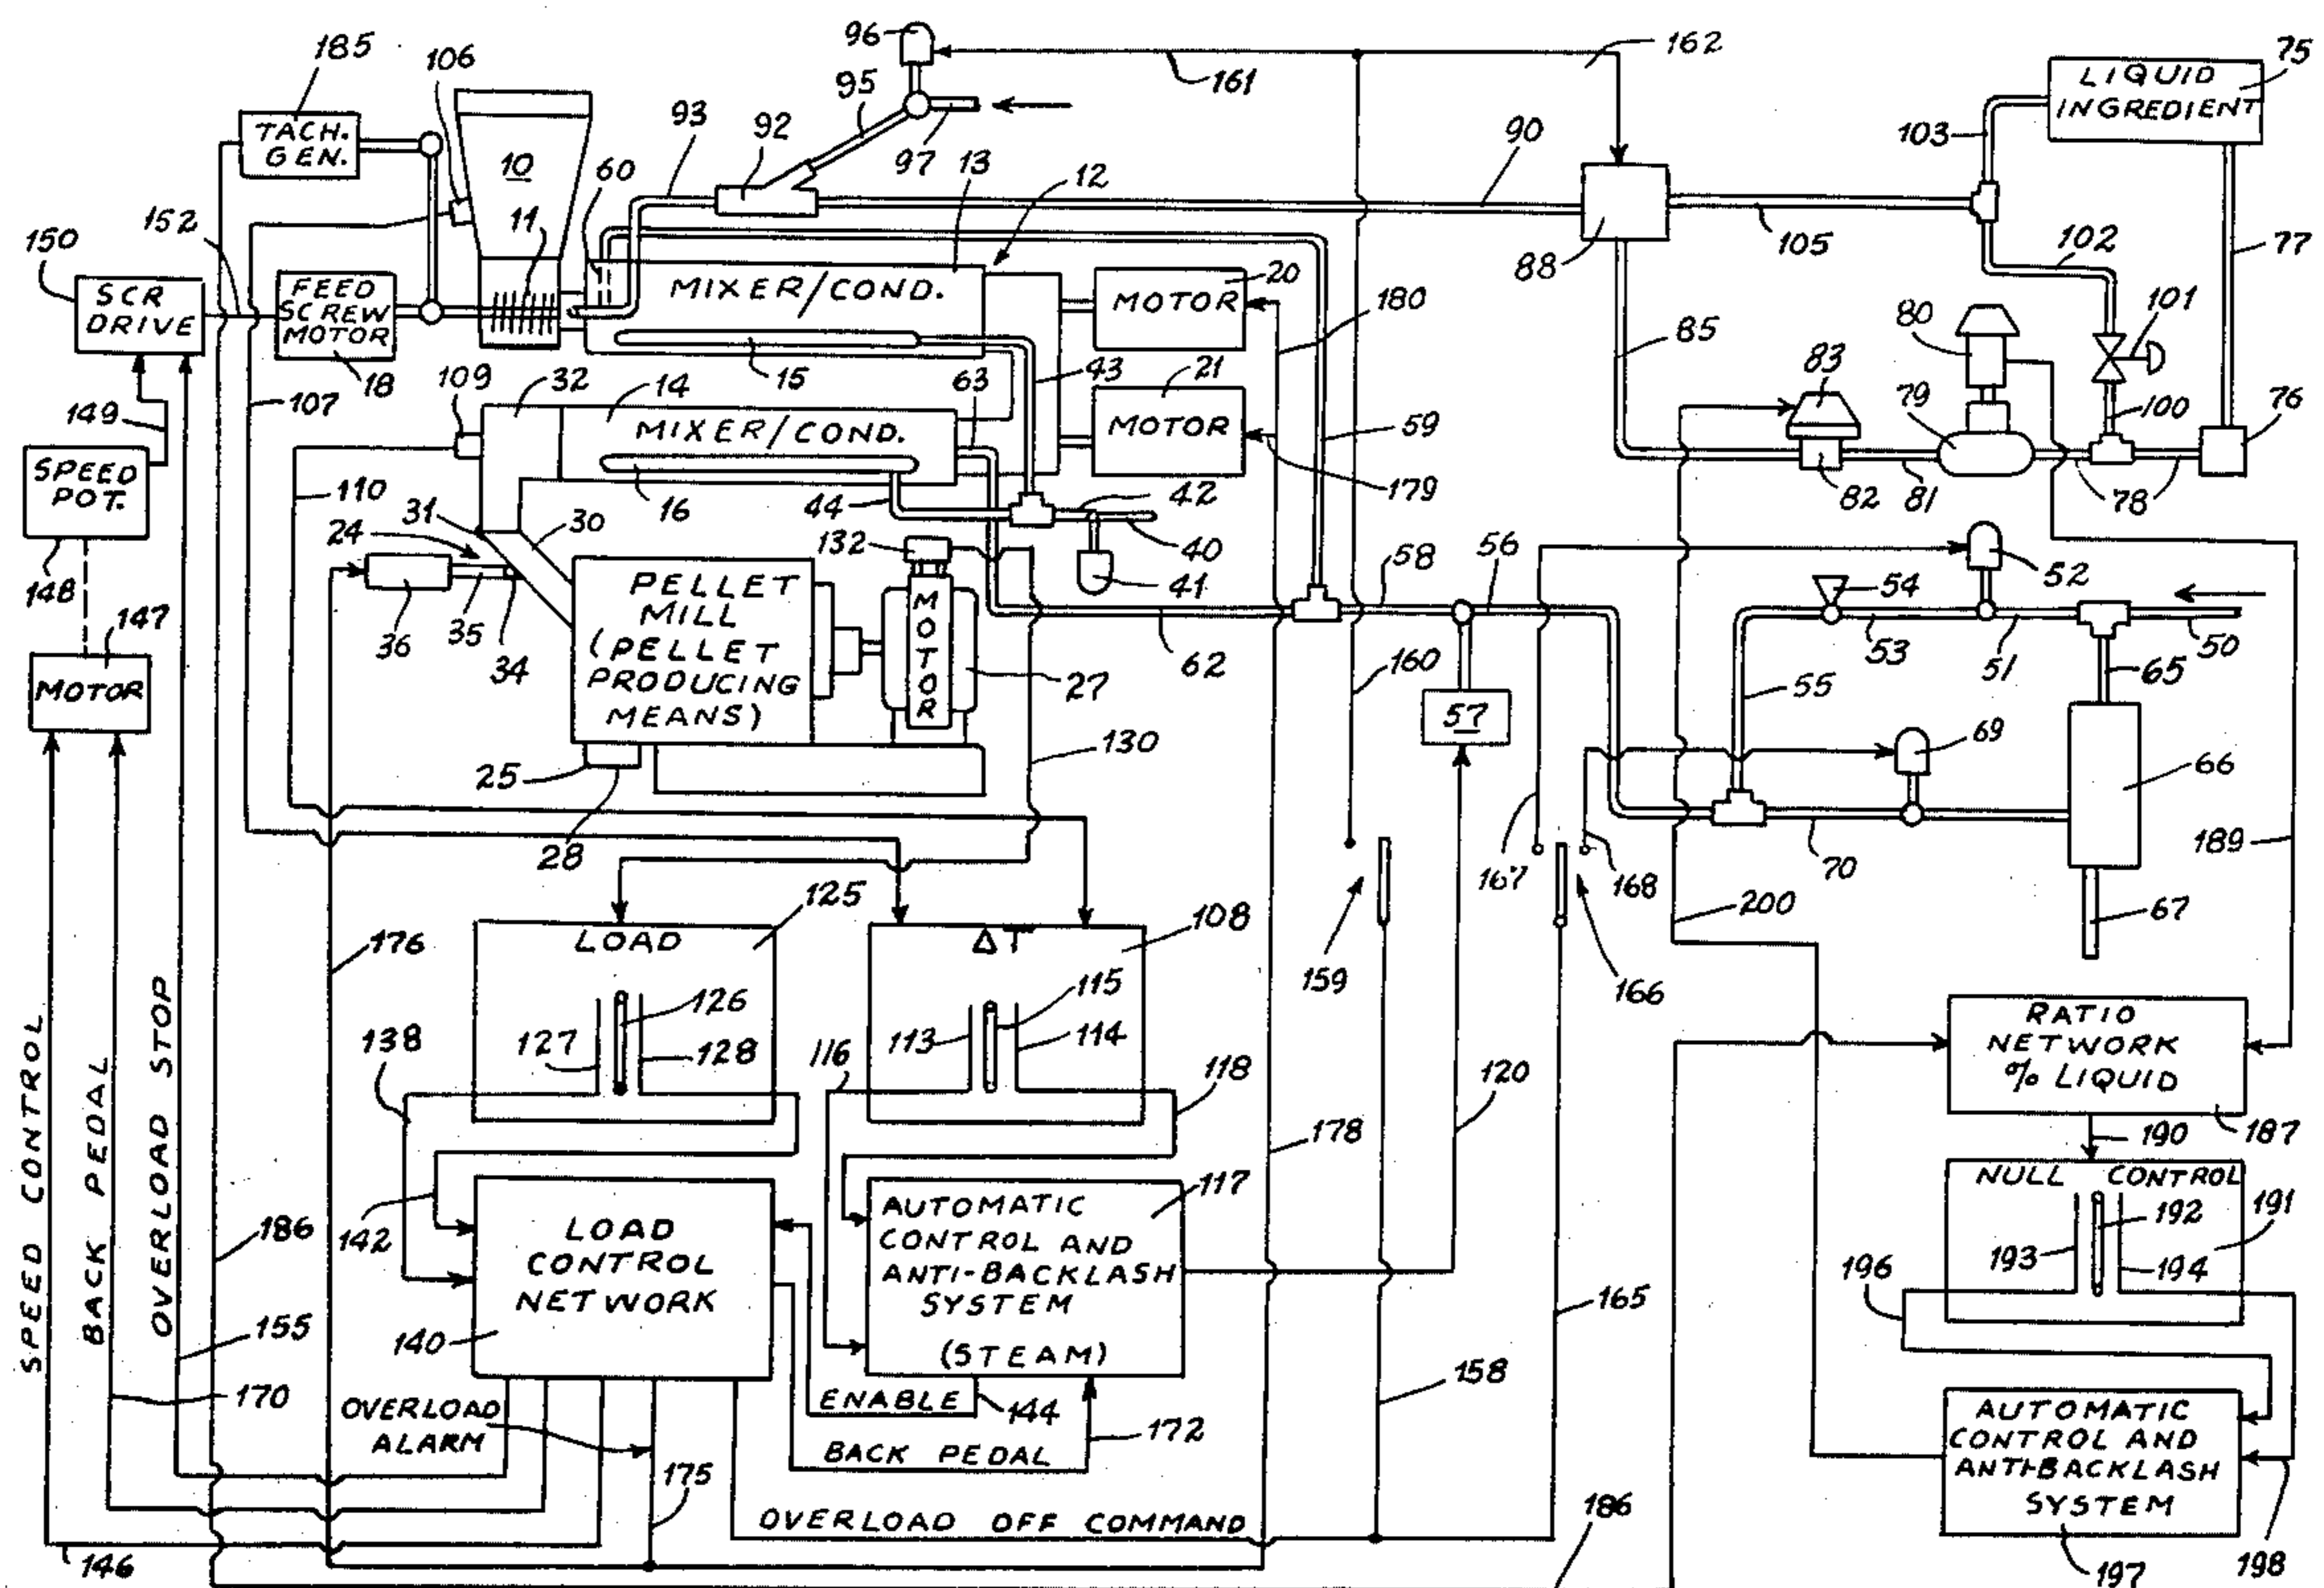 185
106
96
162
161
75
LIQUID
INGREDIENT
TACH.
GEN.
10
95
93
92
97
13
12
90
103
60
11
152
150
105
102
77
88
SCR
DRIVE
FEED
SCREW
MOTOR
18
MIXER/COND.
15
20
MOTOR
180
43
85
80
101
83
79
100
76
82
81
78
149
107
109
32
14
63
21
MOTOR
59
179
MIXER/COND.
16
44
42
40
41
SPEED
POT.
148
110
31
30
24
36
35
34
132
58
56
52
54
53
51
50
PELLET
MILL
(PELLET
PRODUCING
MEANS)
MOTOR
27
62
160
57
55
65
147
MOTOR
25
28
130
69
66
167
168
70
189
67
176
LOAD
125
ΔT
108
159
166
200
126
127
128
115
113
114
138
116
118
120
RATIO
NETWORK
% LIQUID
187
190
SPEED CONTROL
BACK PEDAL
OVERLOAD STOP
186
142
178
LOAD
CONTROL
NETWORK
140
AUTOMATIC
CONTROL AND
ANTI-BACKLASH
SYSTEM
(STEAM)
117
NULL CONTROL
192
191
193
194
196
165
155
170
158
OVERLOAD
ALARM
ENABLE
144
BACK PEDAL
172
175
AUTOMATIC
CONTROL AND
ANTI-BACKLASH
SYSTEM
OVERLOAD OFF COMMAND
186
146
197
198